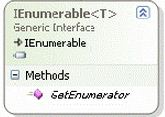 IEnumerable<T>
Generic Interface
IEnumerable
Methods
GetEnumerator